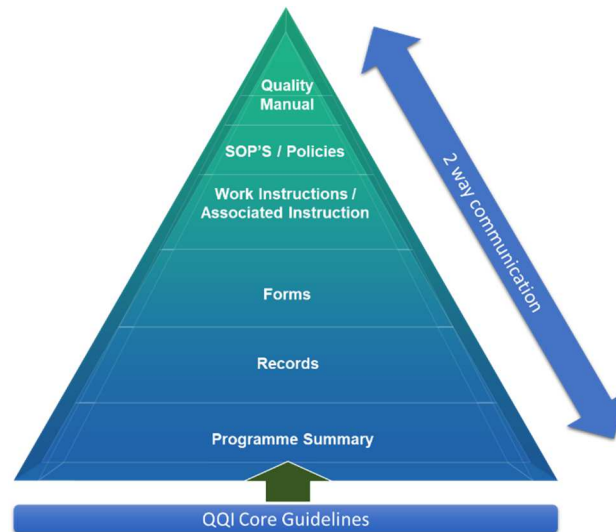 Quality
Manual
SOP'S / Policies
Work Instructions /
Associated Instruction
Forms
Records
Programme Summary
2 way communication
QQI Core Guidelines